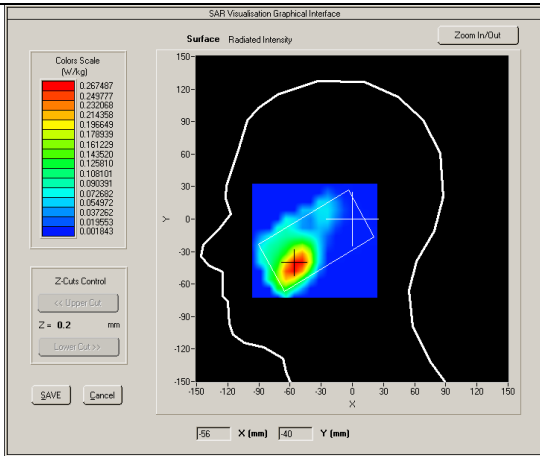 SAR Visualisation Graphical Interface
Surface Radiated Intensity
Zoom In/Out
Colors Scale
(W/kg)
0.267487
0.249777
0.232068
0.214358
0.196649
0.178939
0.161229
0.143520
0.125810
0.108101
0.090391
0.072682
0.054972
0.037262
0.019553
0.001843
Z-Cuts Control
<< Upper Cut
Z = 0.2 mm
Lower Cut >>
SAVE Cancel
150
120
90
60
30
0
-30
-60
-90
-120
-150
Y
-150 -120 -90 -60 -30 0 30 60 90 120 150
X
-56 X (mm) -40 Y (mm)